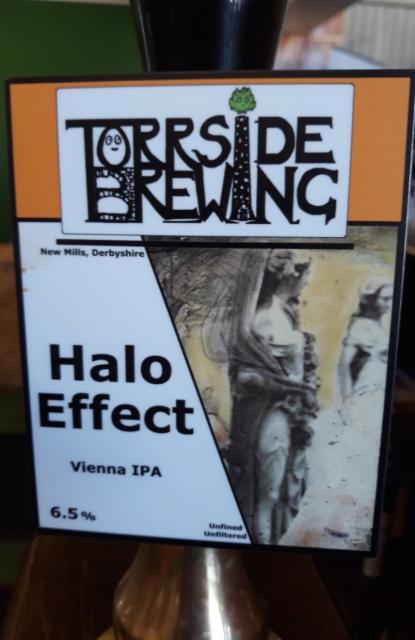 TORRSIDE
BREWING
New Mills, Derbyshire
Halo
Effect
Vienna IPA
6.5%
Unfined
Unfiltered